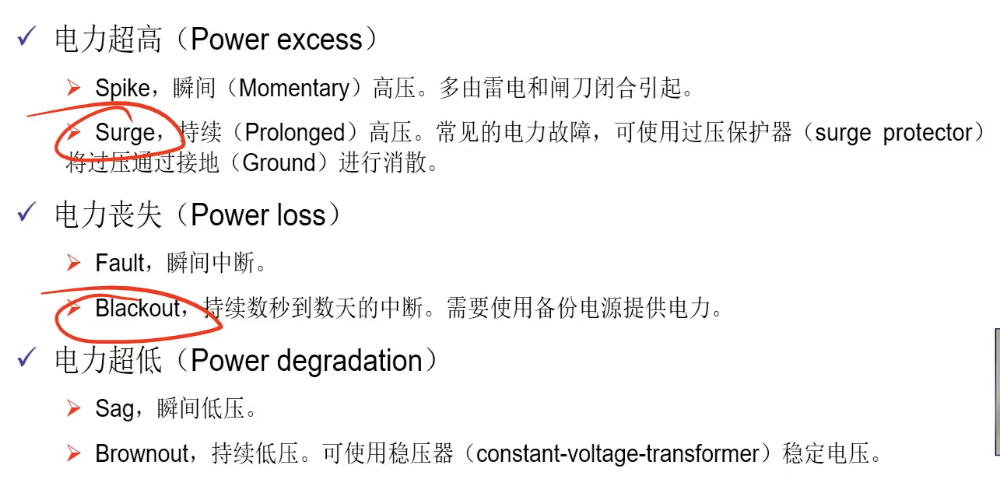 ✓ 电力超高（Power excess）
➢ Spike，瞬间（Momentary）高压。多由雷电和闸刀闭合引起。
➢ Surge，持续（Prolonged）高压。常见的电力故障，可使用过压保护器（surge protector）
将过压通过接地（Ground）进行消散。
✓ 电力丧失（Power loss）
➢ Fault，瞬间中断。
➢ Blackout，持续数秒到数天的中断。需要使用备份电源提供电力。
✓ 电力超低（Power degradation）
➢ Sag，瞬间低压。
➢ Brownout，持续低压。可使用稳压器（constant-voltage-transformer）稳定电压。